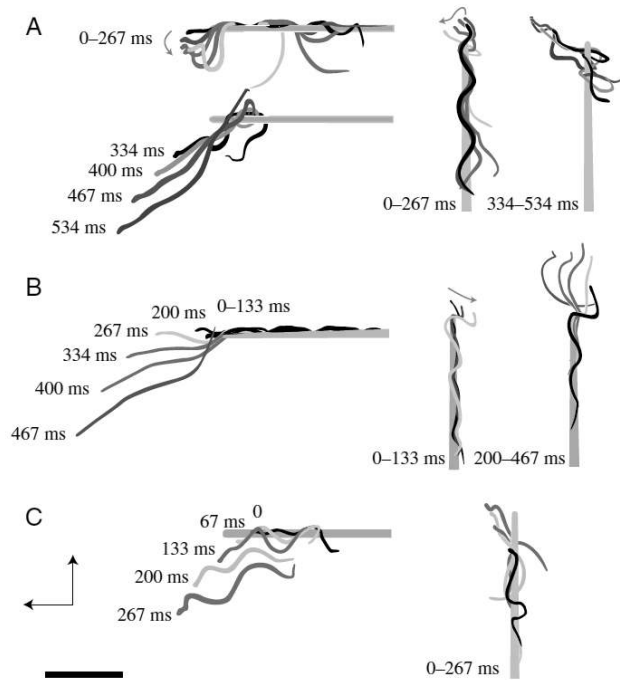 A
0–267 ms
334 ms
400 ms
467 ms
534 ms
0–267 ms
334–534 ms
B
0–133 ms
200 ms
267 ms
334 ms
400 ms
467 ms
0–133 ms
200–467 ms
C
0
67 ms
133 ms
200 ms
267 ms
0–267 ms